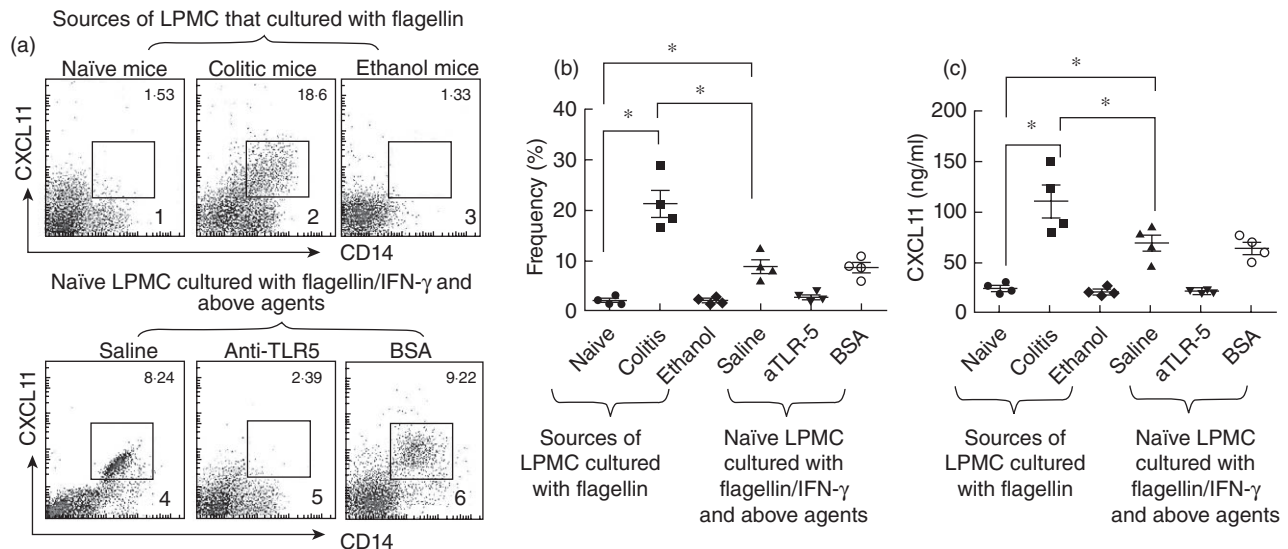 Sources of LPMC that cultured with flagellin
(a)
Naïve mice
Colitic mice
Ethanol mice
1·53
18·6
1·33
CXCL11
1
2
3
CD14
Naïve LPMC cultured with flagellin/IFN-γ and
above agents
Saline
Anti-TLR5
BSA
8·24
2·39
9·22
CXCL11
4
5
6
CD14
(b)
*
*
*
40
30
20
10
0
Frequency (%)
Naive
Colitis
Ethanol
Saline
aTLR-5
BSA
Sources of
LPMC cultured
with flagellin
Naïve LPMC
cultured with
flagellin/IFN-γ
and above agents
(c)
*
*
*
200
150
100
50
0
CXCL11 (ng/ml)
Naive
Colitis
Ethanol
Saline
aTLR-5
BSA
Sources of
LPMC cultured
with flagellin
Naïve LPMC
cultured with
flagellin/IFN-γ
and above agents